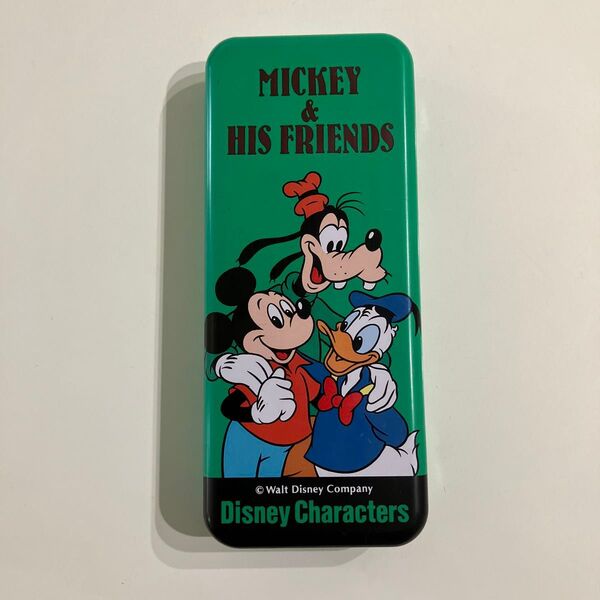 MICKEY
&
HIS FRIENDS
© Walt Disney Company
Disney Characters